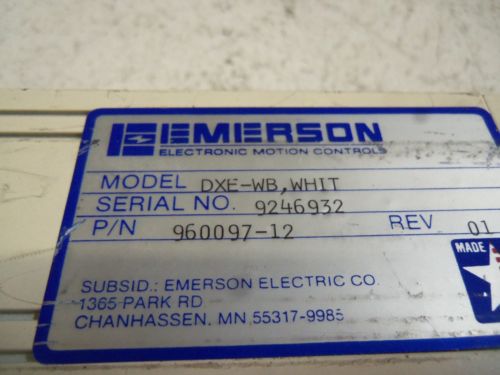 EMERSON
ELECTRONIC MOTION CONTROLS
MODEL DXE-WB,WHIT
SERIAL NO. 9246932
P/N 960097-12 REV 01
MADE
SUBSID.: EMERSON ELECTRIC CO.
1365 PARK RD
CHANHASSEN, MN 55317-9985